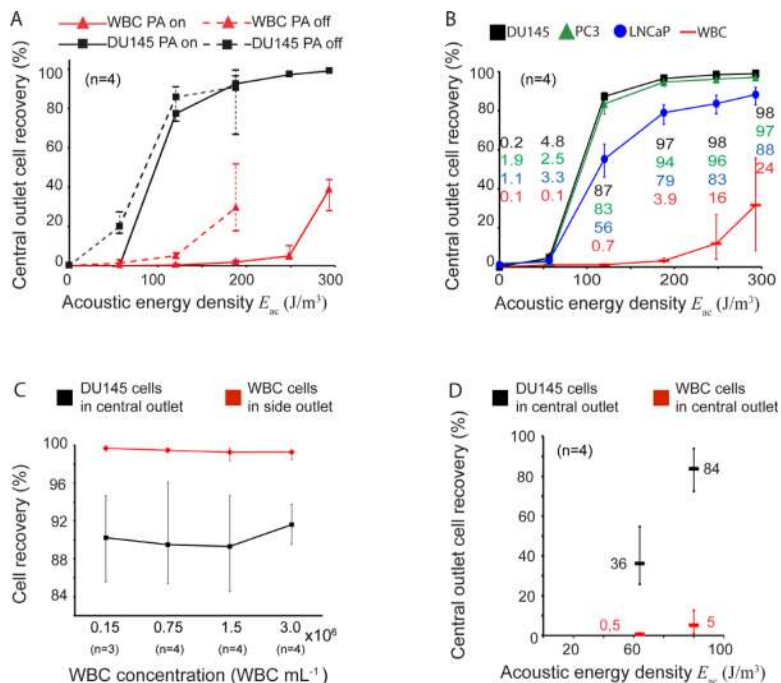 A
WBC PA on
WBC PA off
DU145 PA on
DU145 PA off
Central outlet cell recovery (%)
100
80
60
40
20
0
(n=4)
0
100
200
300
Acoustic energy density Eac (J/m³)
B
DU145
PC3
LNCaP
WBC
Central outlet cell recovery (%)
100
80
60
40
20
0
(n=4)
0.2
1.9
1.1
0.1
4.8
2.5
3.3
0.1
87
83
56
0.7
97
94
79
3.9
98
96
83
16
98
97
88
24
0
100
200
300
Acoustic energy density Eac (J/m³)
C
DU145 cells
in central outlet
WBC cells
in side outlet
Cell recovery (%)
100
96
92
88
84
0.15 0.75 1.5 3.0 x10⁶
(n=3) (n=4) (n=4) (n=4)
WBC concentration (WBC mL⁻¹)
D
DU145 cells
in central outlet
WBC cells
in central outlet
Central outlet cell recovery (%)
100
80
60
40
20
0
(n=4)
84
36
0,5
5
20
60
100
Acoustic energy density Eac (J/m³)